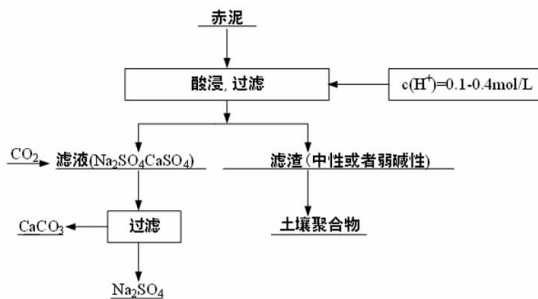 赤泥
酸浸, 过滤
c(H⁺)=0.1-0.4mol/L
CO₂
滤液(Na₂SO₄CaSO₄)
滤渣(中性或者弱碱性)
CaCO₃
过滤
土壤聚合物
Na₂SO₄